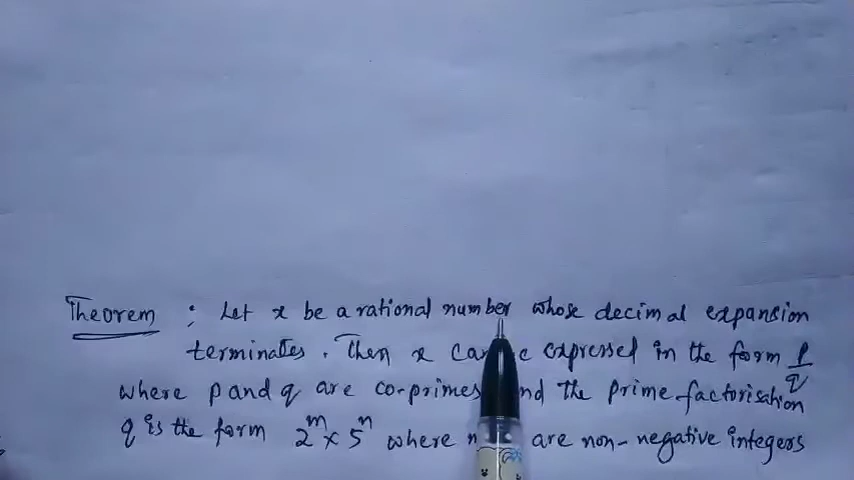 Theorem : Let x be a rational number whose decimal expansion
terminates. Then x can expressed in the form p/q
where p and q are co-primes and the prime factorisation
q is the form 2^m × 5^n where are non-negative integers